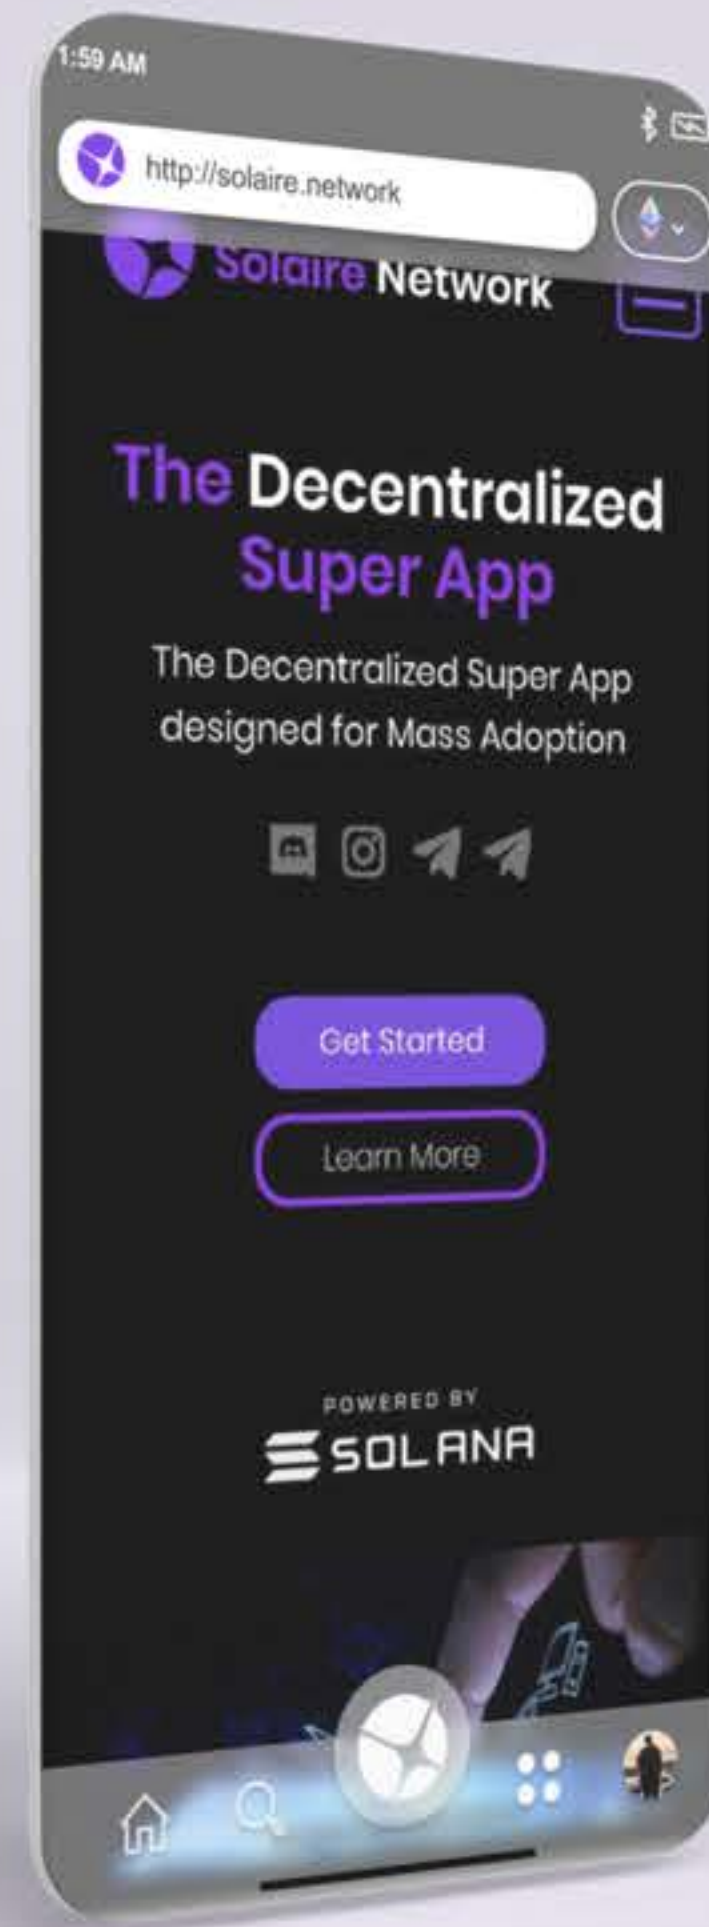 1:59 AM
http://solaire.network
Solaire Network
The Decentralized
Super App
The Decentralized Super App
designed for Mass Adoption
Get Started
Learn More
POWERED BY
SOLANA